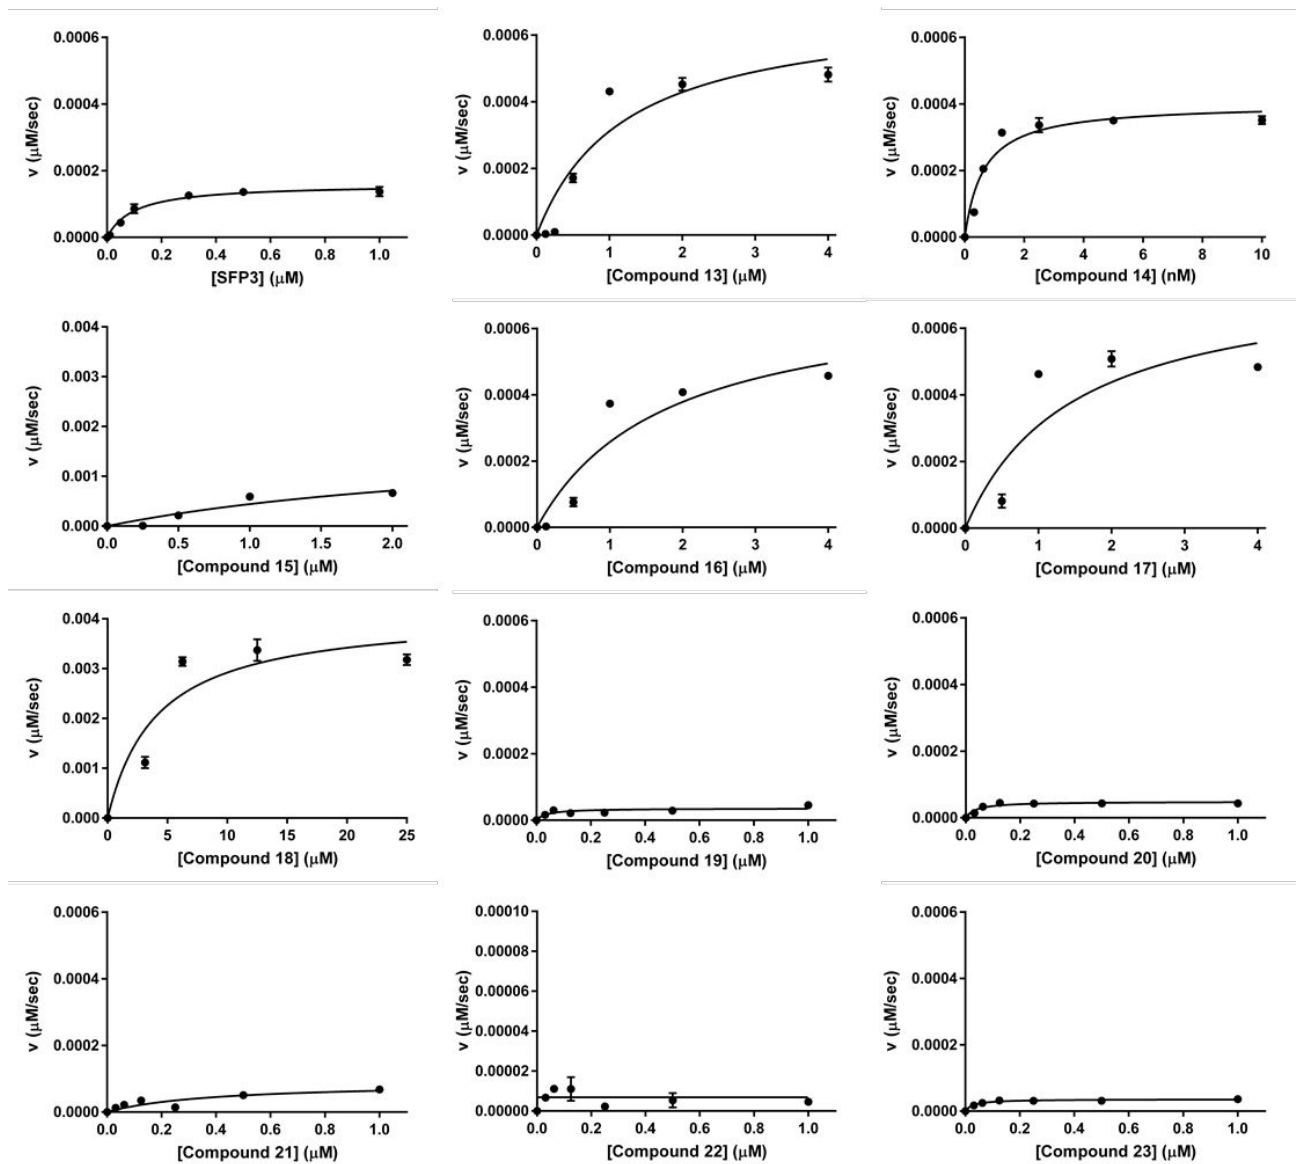 0.0006
0.0004
0.0002
0.0000
v (μM/sec)
0.0 0.2 0.4 0.6 0.8 1.0
[SFP3] (μM)
0.0006
0.0004
0.0002
0.0000
v (μM/sec)
0 1 2 3 4
[Compound 13] (μM)
0.0006
0.0004
0.0002
0.0000
v (μM/sec)
0 2 4 6 8 10
[Compound 14] (nM)
0.004
0.003
0.002
0.001
0.000
v (μM/sec)
0.0 0.5 1.0 1.5 2.0
[Compound 15] (μM)
0.0006
0.0004
0.0002
0.0000
v (μM/sec)
0 1 2 3 4
[Compound 16] (μM)
0.0006
0.0004
0.0002
0.0000
v (μM/sec)
0 1 2 3 4
[Compound 17] (μM)
0.004
0.003
0.002
0.001
0.000
v (μM/sec)
0 5 10 15 20 25
[Compound 18] (μM)
0.0006
0.0004
0.0002
0.0000
v (μM/sec)
0.0 0.2 0.4 0.6 0.8 1.0
[Compound 19] (μM)
0.0006
0.0004
0.0002
0.0000
v (μM/sec)
0.0 0.2 0.4 0.6 0.8 1.0
[Compound 20] (μM)
0.0006
0.0004
0.0002
0.0000
v (μM/sec)
0.0 0.2 0.4 0.6 0.8 1.0
[Compound 21] (μM)
0.00010
0.00008
0.00006
0.00004
0.00002
0.00000
v (μM/sec)
0.0 0.2 0.4 0.6 0.8 1.0
[Compound 22] (μM)
0.0006
0.0004
0.0002
0.0000
v (μM/sec)
0.0 0.2 0.4 0.6 0.8 1.0
[Compound 23] (μM)